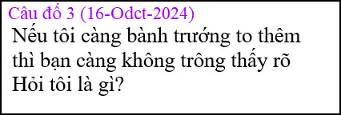 Câu đố 3 (16-Odct-2024)
Nếu tôi càng bành trướng to thêm
thì bạn càng không trông thấy rõ
Hỏi tôi là gì?